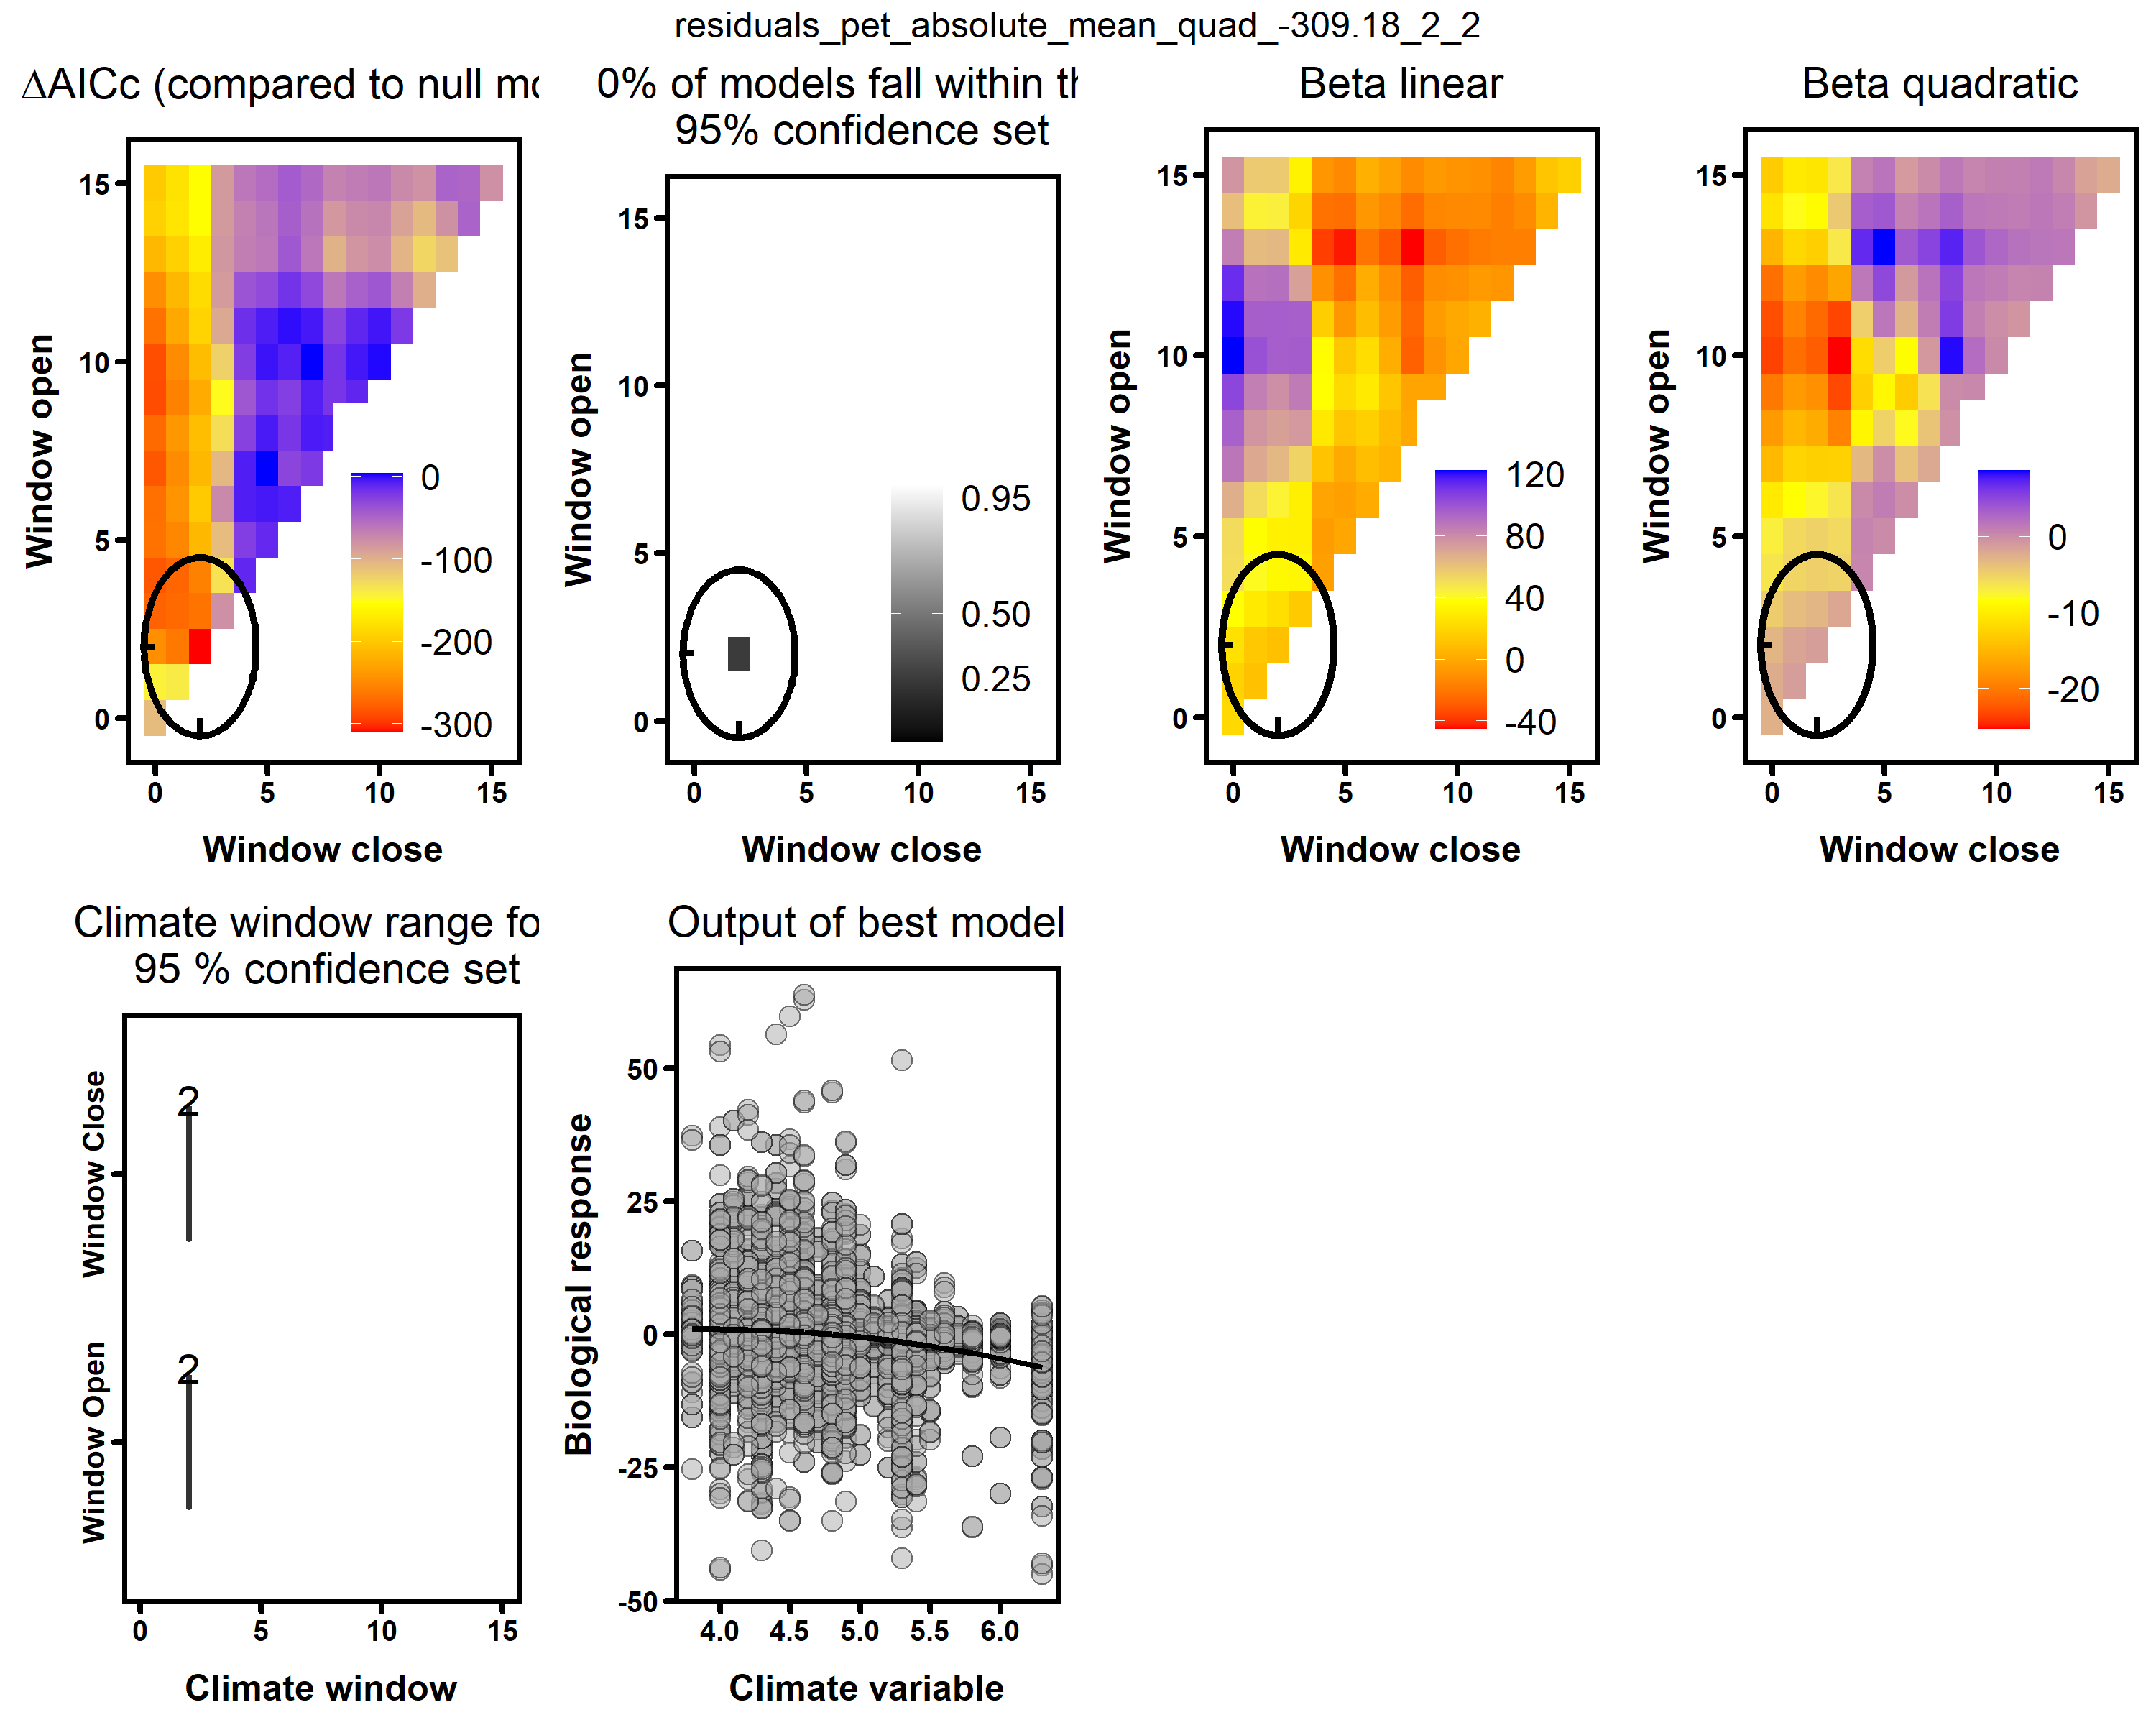 residuals_pet_absolute_mean_quad_-309.18_2_2
ΔAICc (compared to null mo
15
10
5
0
0
5
10
15
Window open
Window close
0
-100
-200
-300
0% of models fall within th
95% confidence set
15
10
5
0
0
5
10
15
Window open
Window close
0.95
0.50
0.25
Beta linear
15
10
5
0
0
5
10
15
Window open
Window close
120
80
40
0
-40
Beta quadratic
15
10
5
0
0
5
10
15
Window open
Window close
0
-10
-20
Climate window range fo
95 % confidence set
Window Close
Window Open
2
2
0
5
10
15
Climate window
Output of best model
Biological response
50
25
0
-25
-50
4.0
4.5
5.0
5.5
6.0
Climate variable